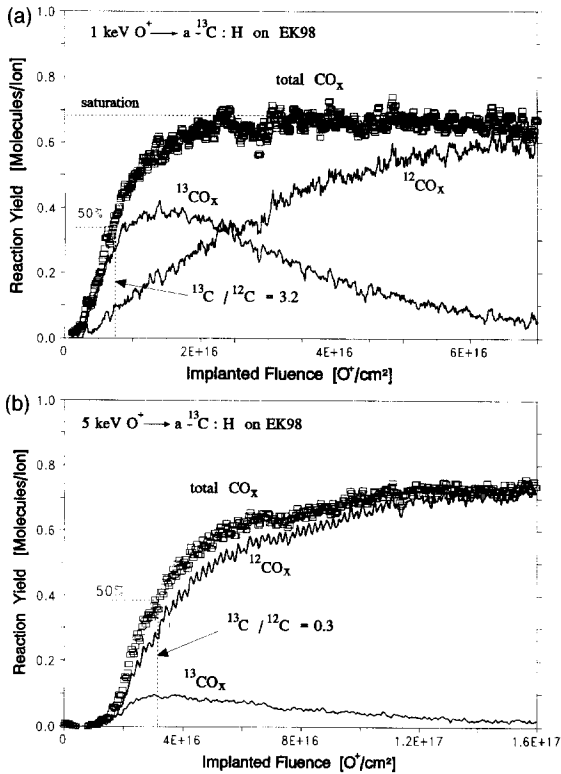 (a)
1 keV O⁺ → a - ¹³C : H on EK98
total COₓ
saturation
¹³COₓ
¹²COₓ
50%
¹³C / ¹²C = 3.2
Reaction Yield [Molecules/Ion]
1.0
0.8
0.6
0.4
0.2
0.0
0
2E+16
4E+16
6E+16
Implanted Fluence [O⁺/cm²]
(b)
5 keV O⁺ → a - ¹³C : H on EK98
total COₓ
¹²COₓ
50%
¹³C / ¹²C = 0.3
¹³COₓ
Reaction Yield [Molecules/Ion]
1.0
0.8
0.6
0.4
0.2
0.0
0
4E+16
8E+16
1.2E+17
1.6E+17
Implanted Fluence [O⁺/cm²]